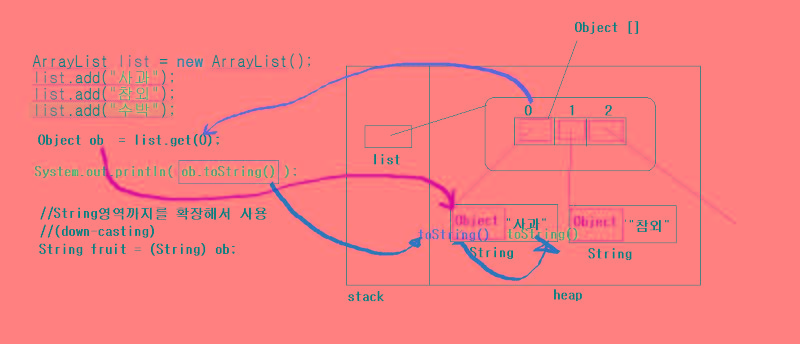 Object []
ArrayList list = new ArrayList();
list.add("사과");
list.add("참외");
list.add("수박");
Object ob = list.get(0);
System.out.println( ob.toString() );
//String영역까지를 확장해서 사용
//(down-casting)
String fruit = (String) ob;
0 1 2
list
Object "사과" Object "참외"
toString() toString()
String String
stack heap